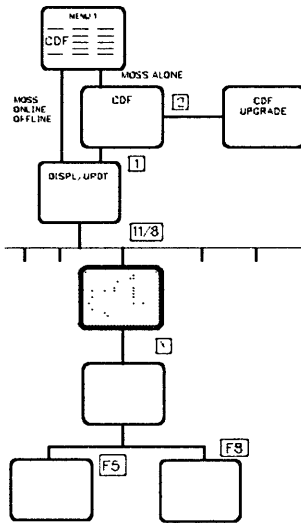 MENU 1
CDF
MOSS ALONE
MOSS
ONLINE
OFFLINE
CDF
2
CDF
UPGRADE
1
DISPL/UPDT
11/8
F5
F8